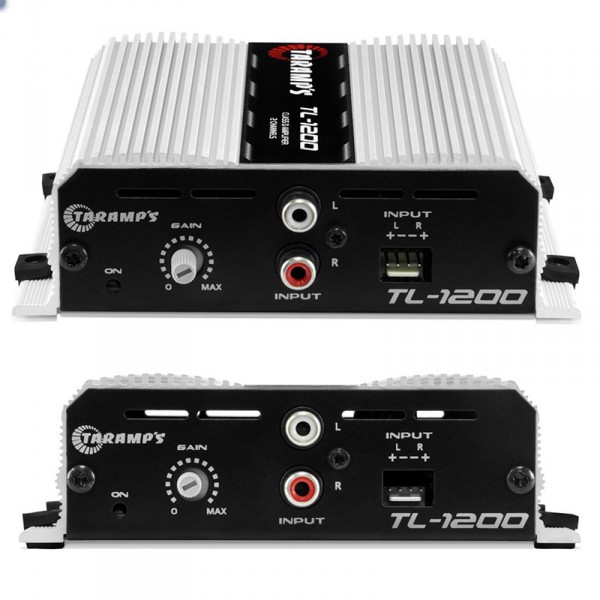 TARAMP'S
TL-1200
CLASS D AMPLIFIER
2 CHANNELS
TARAMP'S
GAIN
ON
0 MAX
L
R
INPUT
INPUT
L R
+--+
TL-1200
TARAMP'S
GAIN
ON
0 MAX
L
R
INPUT
INPUT
L R
+--+
TL-1200